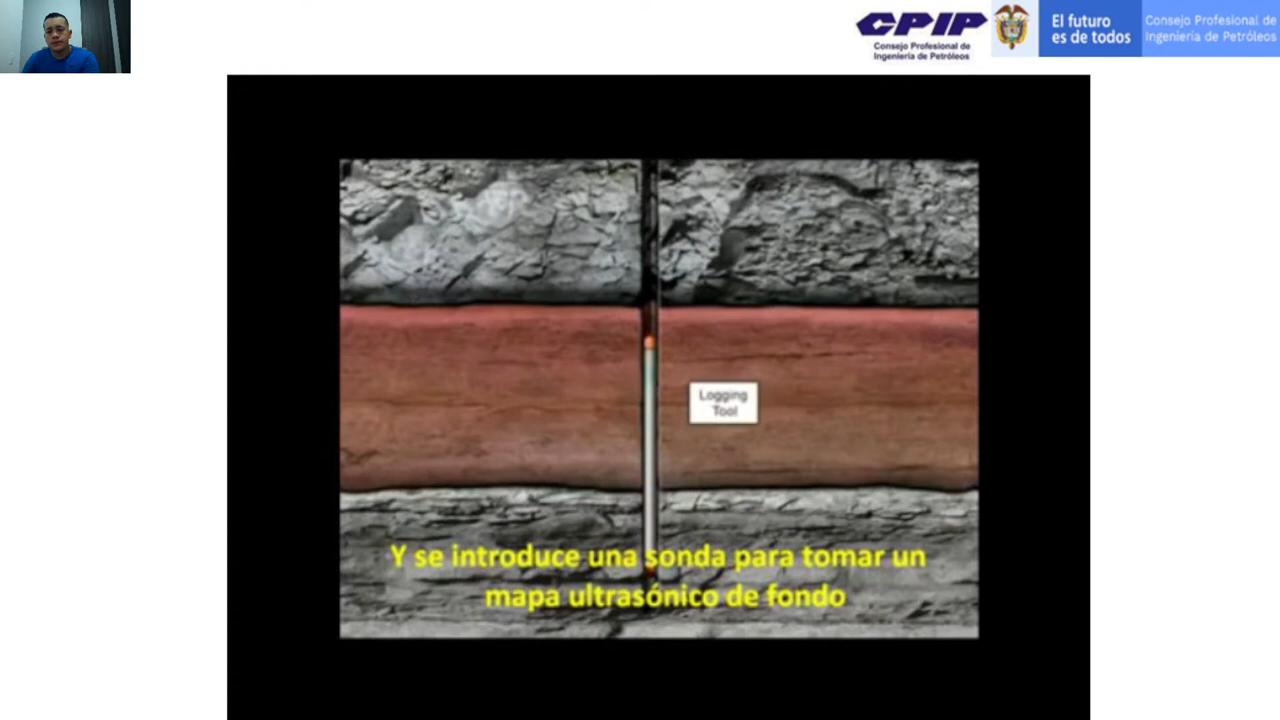 CPIP
Consejo Profesional de
Ingeniería de Petróleos
El futuro
es de todos
Consejo Profesional de
Ingeniería de Petróleos
Logging
Tool
Y se introduce una sonda para tomar un
mapa ultrasónico de fondo